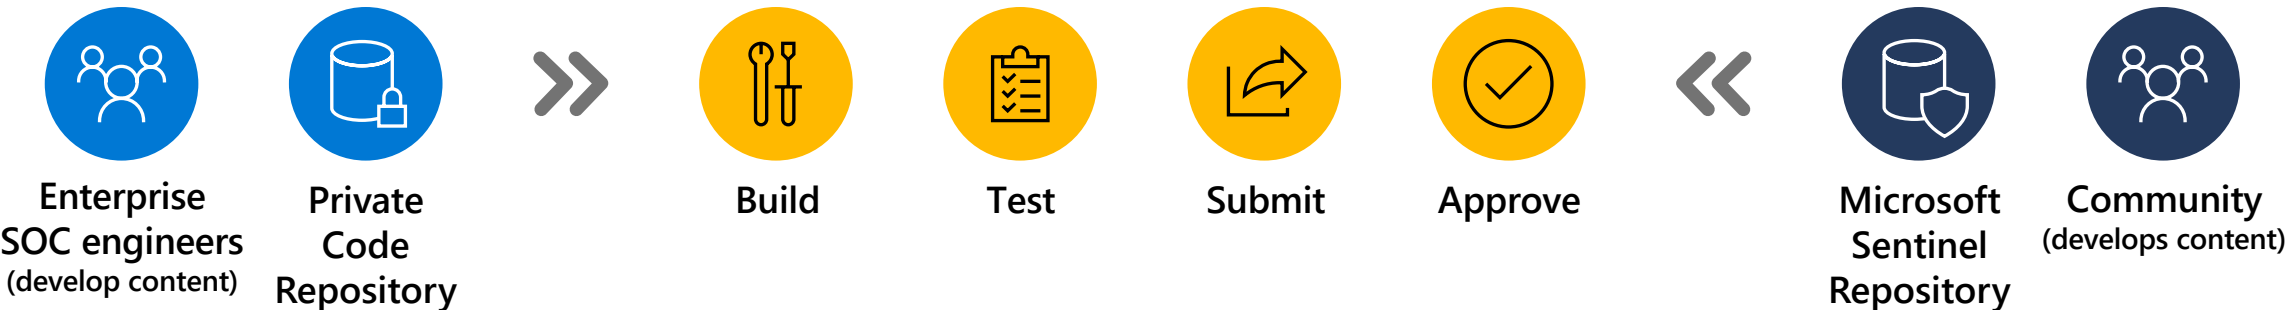 Enterprise
SOC engineers
(develop content)
Private
Code
Repository
Build
Test
Submit
Approve
Microsoft
Sentinel
Repository
Community
(develops content)